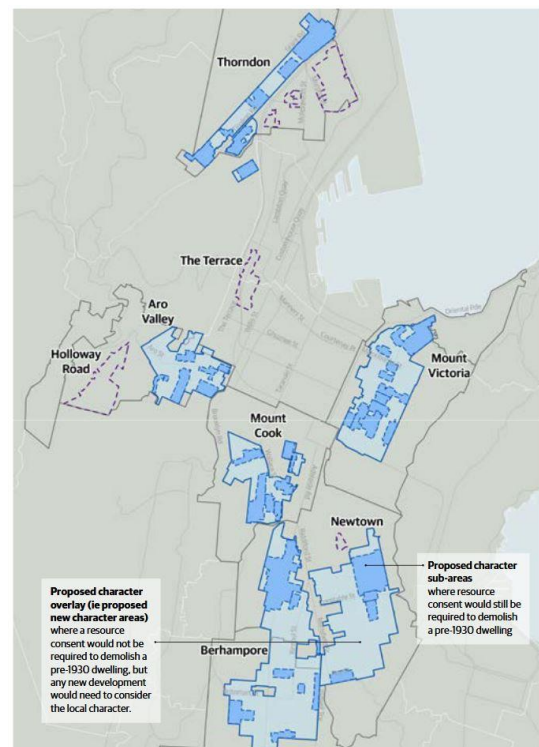 Thorndon
The Terrace
Aro
Valley
Holloway
Road
Mount
Victoria
Mount
Cook
Newtown
Oriental Pde
Proposed character
sub-areas
where resource
consent would still be
required to demolish
a pre-1930 dwelling
Proposed character
overlay (ie proposed
new character areas)
where a resource
consent would not be
required to demolish a
pre-1930 dwelling, but
any new development
would need to consider
the local character.
Berhampore